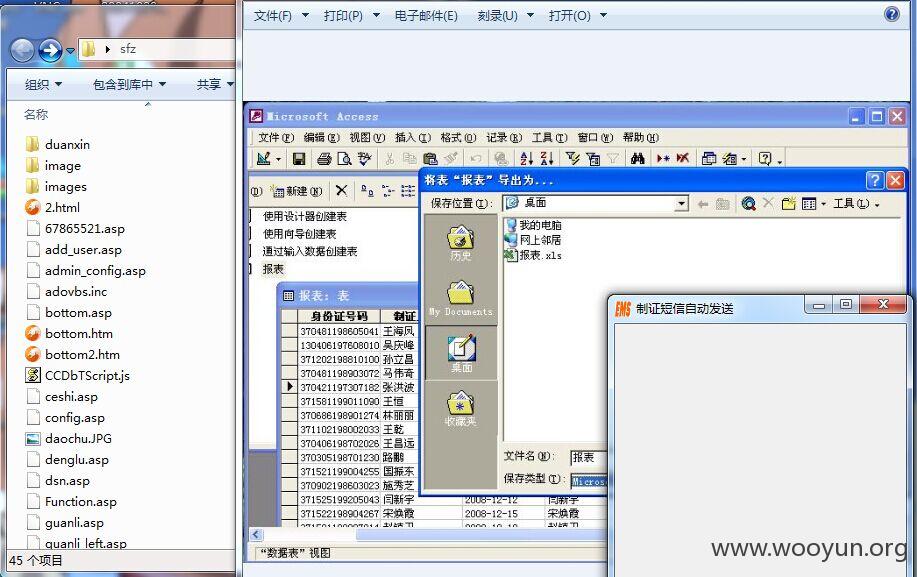 文件(F) 打印(P) 电子邮件(E) 刻录(U) 打开(O)
sfz
组织 包含到库中 共享
名称
duanxin
image
images
2.html
67865521.asp
add_user.asp
admin_config.asp
adovbs.inc
bottom.asp
bottom.htm
bottom2.htm
CCDbTScript.js
ceshi.asp
config.asp
daochu.JPG
denglu.asp
dsn.asp
Function.asp
guanli.asp
guanli_left.asp
45 个项目
Microsoft Access
文件(F) 编辑(E) 视图(V) 插入(I) 格式(O) 记录(R) 工具(T) 窗口(W) 帮助(H)
新建(N)
使用设计器创建表
使用向导创建表
通过输入数据创建表
报表
将表“报表”导出为...
保存位置(I): 桌面 工具(L)
历史
My Documents
桌面
收藏夹
我的电脑
网上邻居
报表.xls
文件名(N): 报表
保存类型(T): Micros
报表: 表
身份证号码 制证
370481198605041 王海凤
130406197608010 吴庆峰
371202198810100 孙立昌
371481198903072 马伟奇
370421197307182 张洪波
371581199011090 王恒
370686198901274 林丽丽
371102198002033 王乾
370406198702026 王昌远
370305198701230 路鹏
371521199004255 国振东
370902198603023 施秀芝
371525199205043 闫新宇 2008-12-12 闫新宇
371522198904267 宋焕霞 2008-12-15 宋焕霞
“数据表”视图
EMS 制证短信自动发送
www.wooyun.org